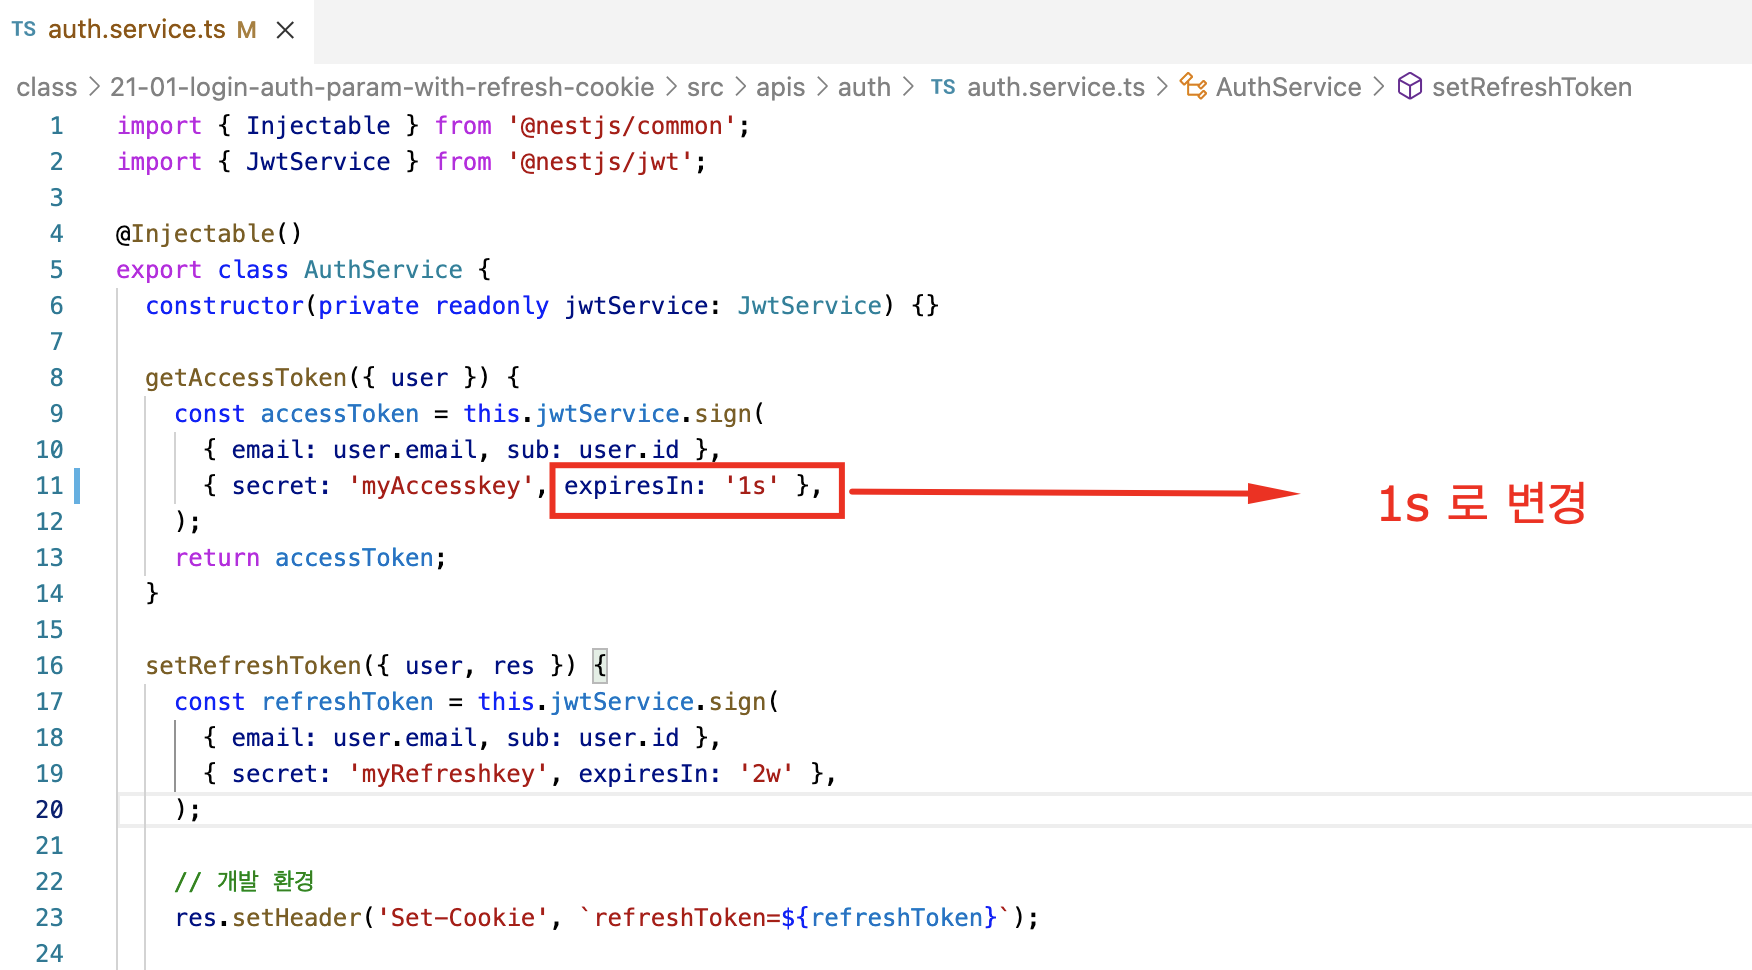 TS auth.service.ts M
class > 21-01-login-auth-param-with-refresh-cookie > src > apis > auth > TS auth.service.ts > AuthService > setRefreshToken
1 import { Injectable } from '@nestjs/common';
2 import { JwtService } from '@nestjs/jwt';
3
4 @Injectable()
5 export class AuthService {
6 constructor(private readonly jwtService: JwtService) {}
7
8 getAccessToken({ user }) {
9 const accessToken = this.jwtService.sign(
10 { email: user.email, sub: user.id },
11 { secret: 'myAccesskey', expiresIn: '1s' }, 1s 로 변경
12 );
13 return accessToken;
14 }
15
16 setRefreshToken({ user, res }) {
17 const refreshToken = this.jwtService.sign(
18 { email: user.email, sub: user.id },
19 { secret: 'myRefreshkey', expiresIn: '2w' },
20 );
21
22 // 개발 환경
23 res.setHeader('Set-Cookie', `refreshToken=${refreshToken}`);
24